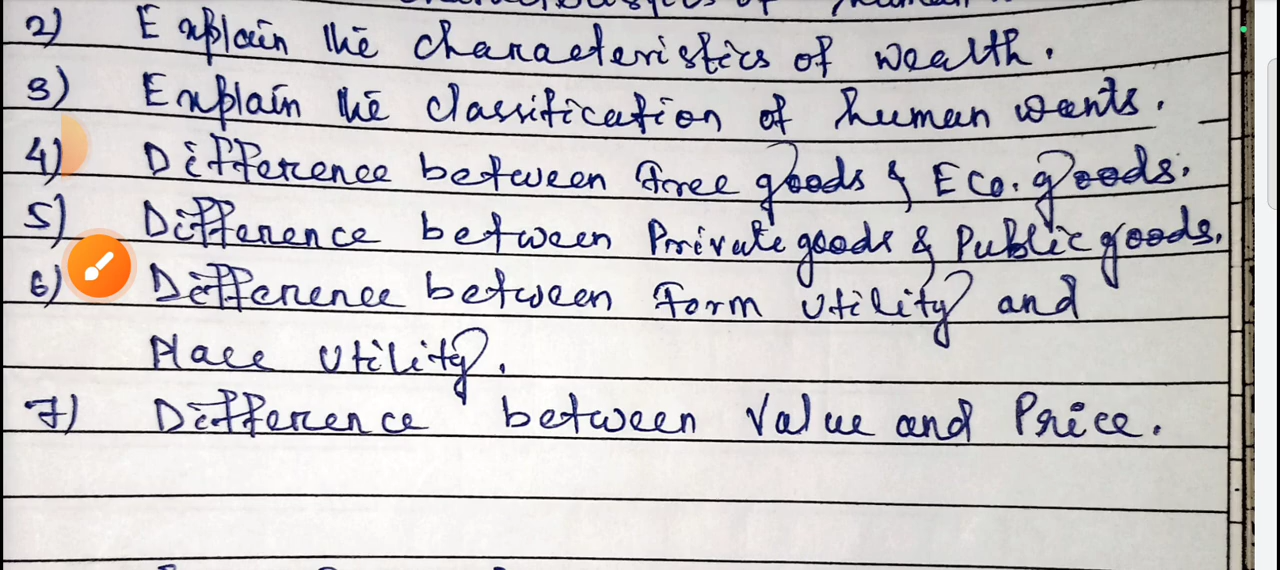 2) Explain the characteristics of wealth.
3) Explain the classification of human wants.
4) Difference between free goods & Eco. goods.
5) Difference between Private goods & Public goods.
6) Difference between Form utility and
Place utility.
7) Difference between Value and Price.